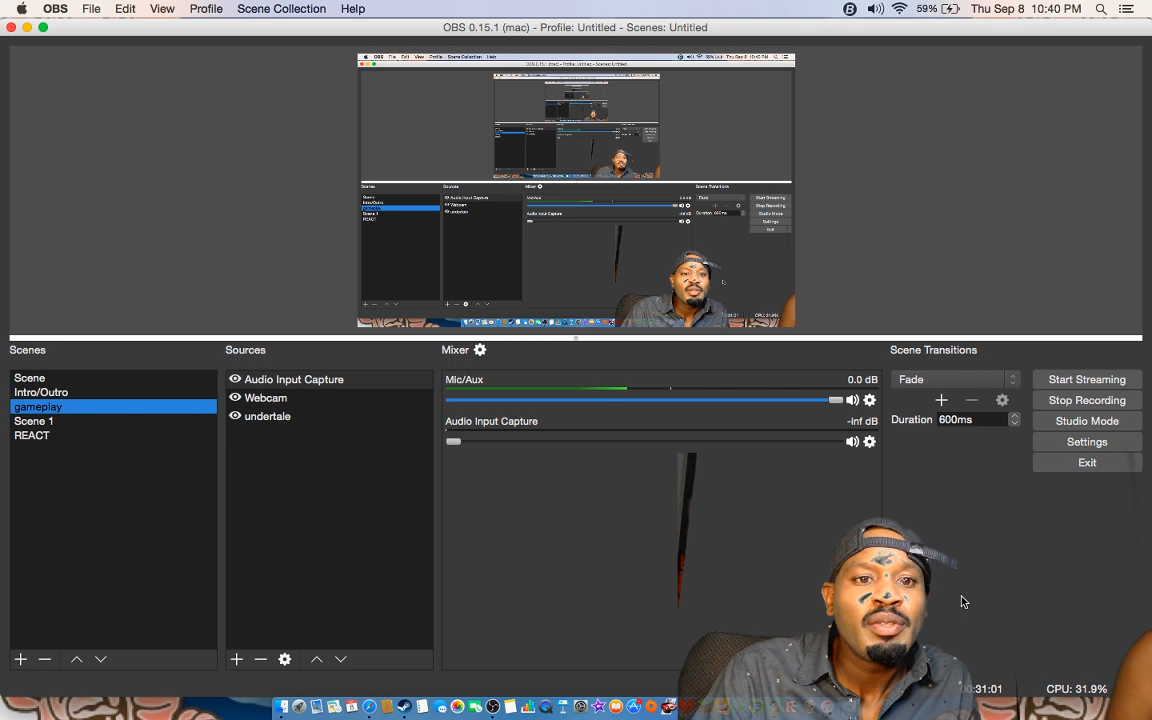 OBS File Edit View Profile Scene Collection Help 59% Thu Sep 8 10:40 PM
OBS 0.15.1 (mac) - Profile: Untitled - Scenes: Untitled
Scenes
Sources
Mixer
Scene Transitions
Scene
Intro/Outro
gameplay
Scene 1
REACT
Audio Input Capture
Webcam
undertale
Mic/Aux 0.0 dB
Audio Input Capture -inf dB
Fade
Duration 600ms
Start Streaming
Stop Recording
Studio Mode
Settings
Exit
:31:01 CPU: 31.9%